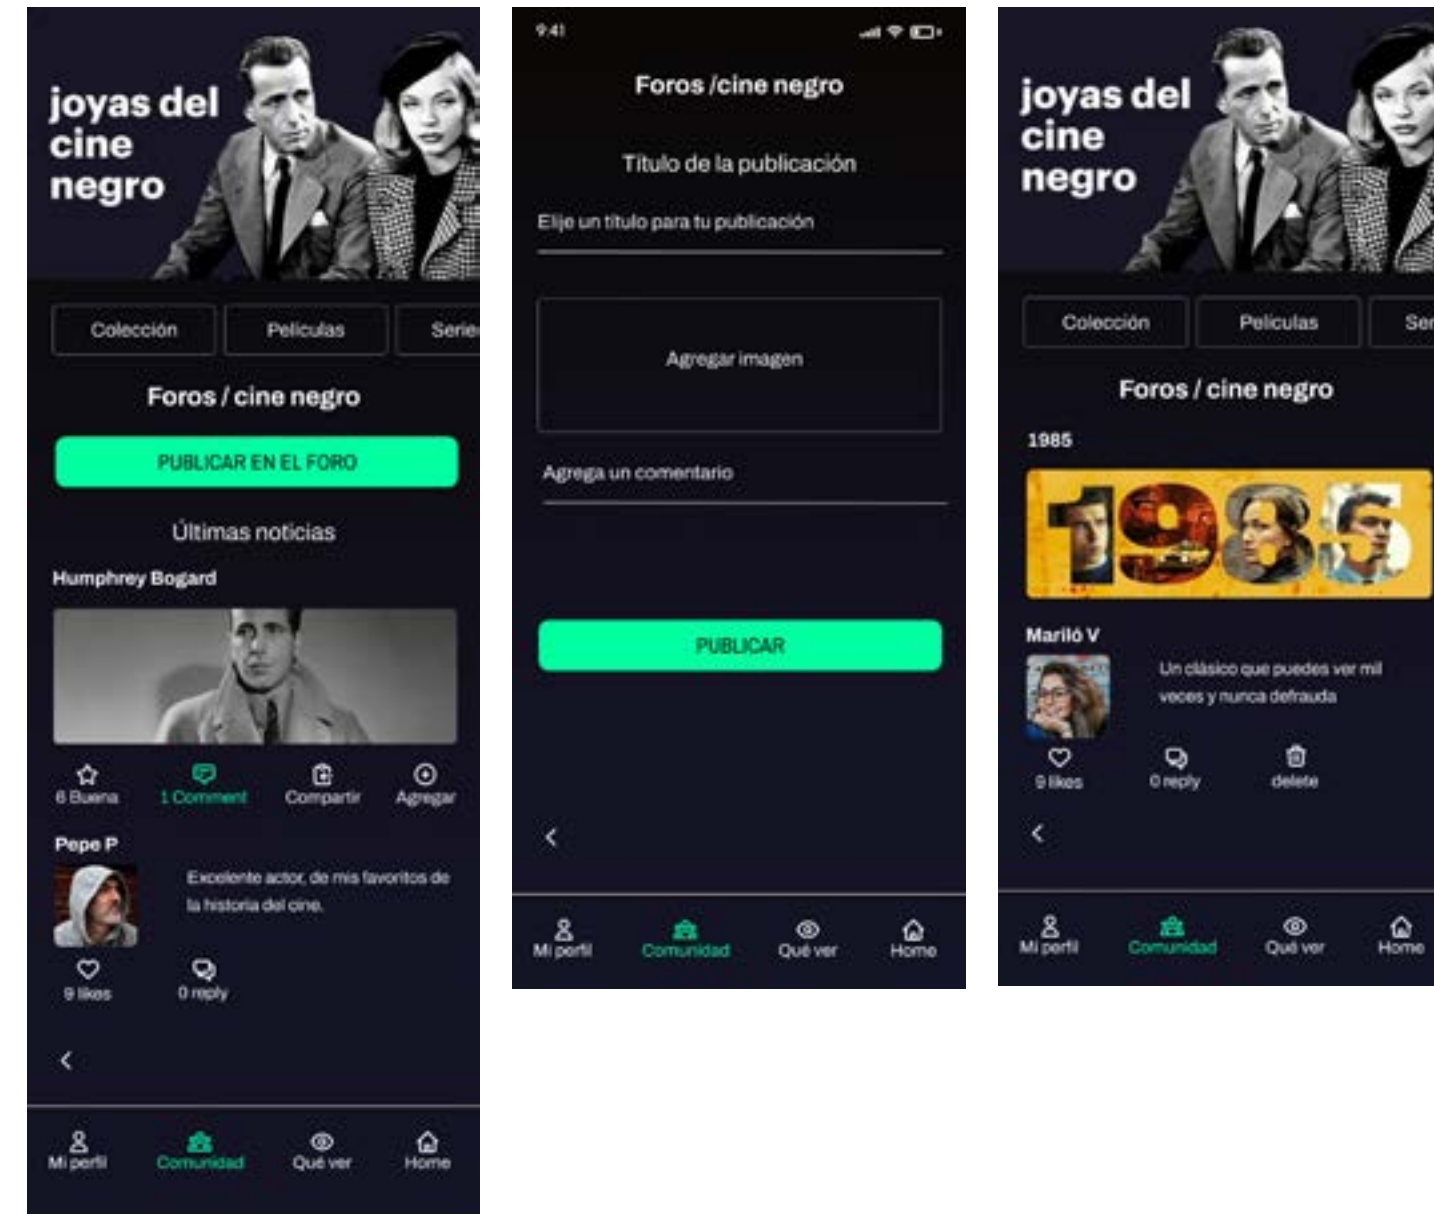 joyas del
cine
negro
Colección
Películas
Serie
Foros / cine negro
PUBLICAR EN EL FORO
Últimas noticias
Humphrey Bogard
6 Buena
1 Comment
Compartir
Agregar
Pepe P
Excelente actor, de mis favoritos de
la historia del cine.
9 likes
0 reply
Mi perfil
Comunidad
Qué ver
Home
9:41
Foros /cine negro
Título de la publicación
Elije un título para tu publicación
Agregar imagen
Agrega un comentario
PUBLICAR
Mi perfil
Comunidad
Qué ver
Home
joyas del
cine
negro
Colección
Películas
Ser
Foros / cine negro
1985
1985
Mariló V
Un clásico que puedes ver mil
veces y nunca defrauda
9 likes
0 reply
delete
Mi perfil
Comunidad
Qué ver
Home